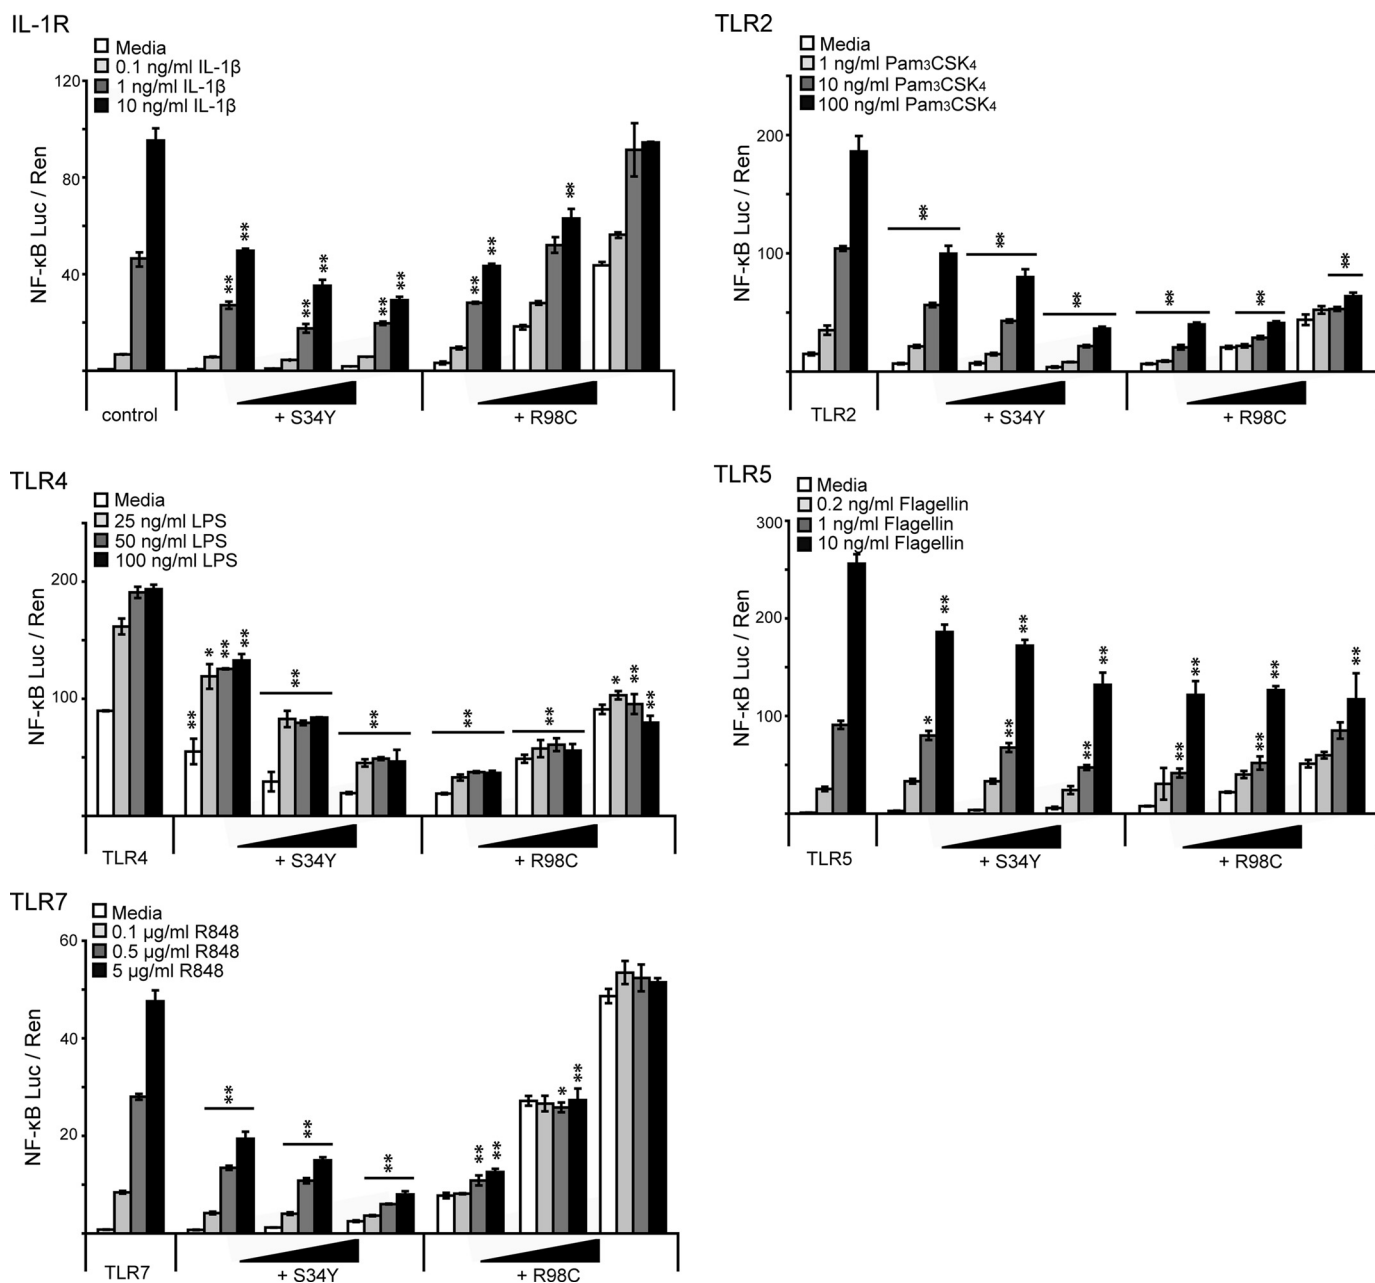 IL-1R
Media
0.1 ng/ml IL-1β
1 ng/ml IL-1β
10 ng/ml IL-1β
NF-κB Luc / Ren
120
80
40
** ** ** ** ** ** ** ** **
control
+ S34Y
+ R98C
TLR2
Media
1 ng/ml Pam₃CSK₄
10 ng/ml Pam₃CSK₄
100 ng/ml Pam₃CSK₄
NF-κB Luc / Ren
200
100
** ** ** ** ** **
TLR2
+ S34Y
+ R98C
TLR4
Media
25 ng/ml LPS
50 ng/ml LPS
100 ng/ml LPS
NF-κB Luc / Ren
200
100
** * ** ** ** ** ** ** * ** **
TLR4
+ S34Y
+ R98C
TLR5
Media
0.2 ng/ml Flagellin
1 ng/ml Flagellin
10 ng/ml Flagellin
NF-κB Luc / Ren
300
200
100
* ** ** ** ** ** ** ** ** ** **
TLR5
+ S34Y
+ R98C
TLR7
Media
0.1 µg/ml R848
0.5 µg/ml R848
5 µg/ml R848
NF-κB Luc / Ren
60
40
20
** ** ** ** ** * **
TLR7
+ S34Y
+ R98C